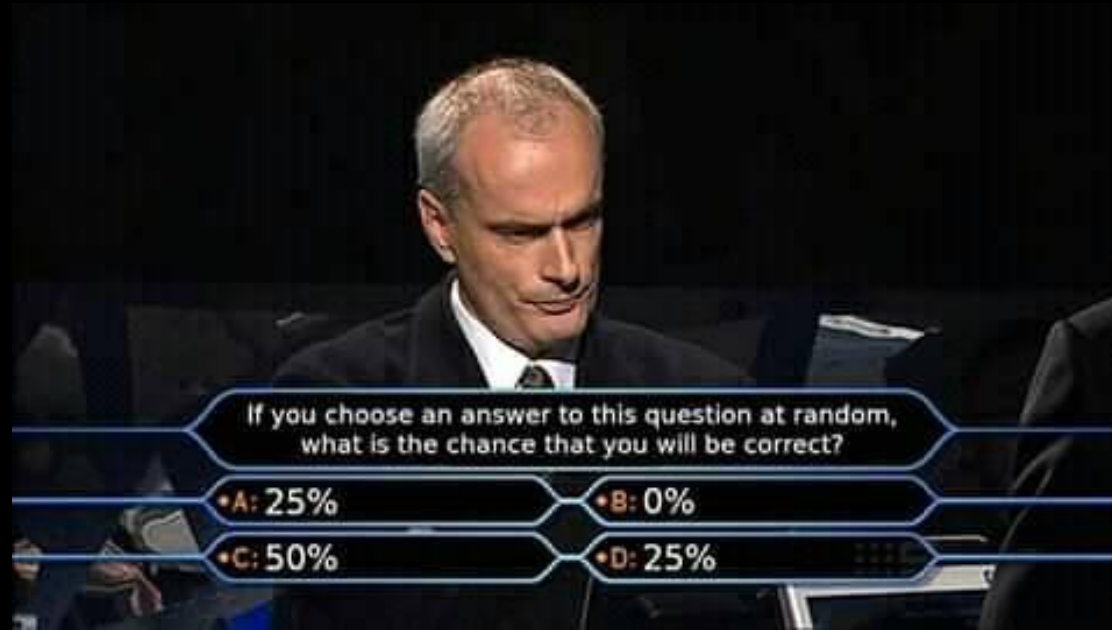 If you choose an answer to this question at random,
what is the chance that you will be correct?
A: 25%
B: 0%
C: 50%
D: 25%